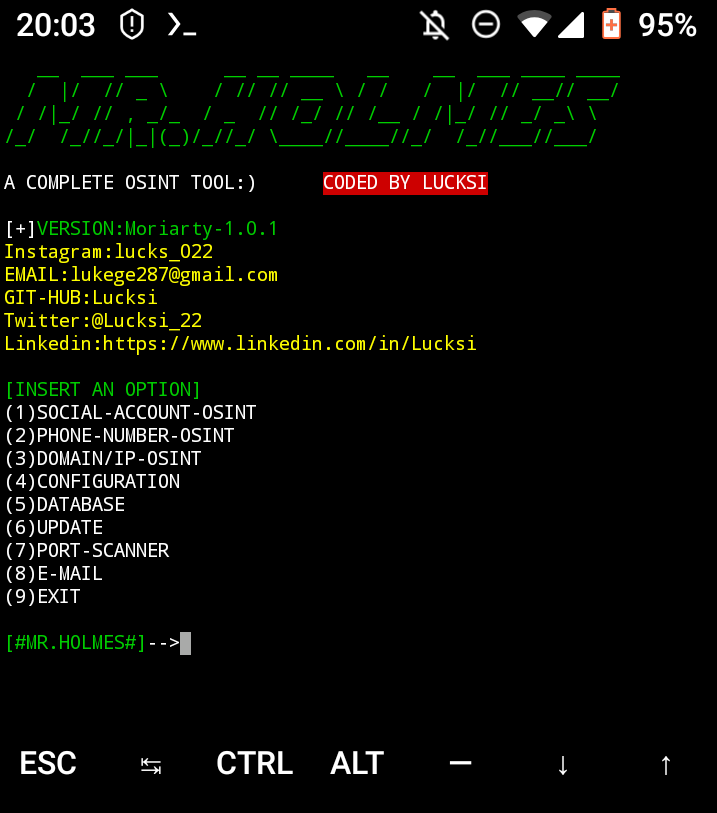 20:03 95%
MR.HOLMES
A COMPLETE OSINT TOOL:) CODED BY LUCKSI
[+]VERSION:Moriarty-1.0.1
Instagram:lucks_022
EMAIL:lukege287@gmail.com
GIT-HUB:Lucksi
Twitter:@Lucksi_22
Linkedin:https://www.linkedin.com/in/Lucksi
[INSERT AN OPTION]
(1)SOCIAL-ACCOUNT-OSINT
(2)PHONE-NUMBER-OSINT
(3)DOMAIN/IP-OSINT
(4)CONFIGURATION
(5)DATABASE
(6)UPDATE
(7)PORT-SCANNER
(8)E-MAIL
(9)EXIT
[#MR.HOLMES#]-->
ESC ↹ CTRL ALT — ↓ ↑